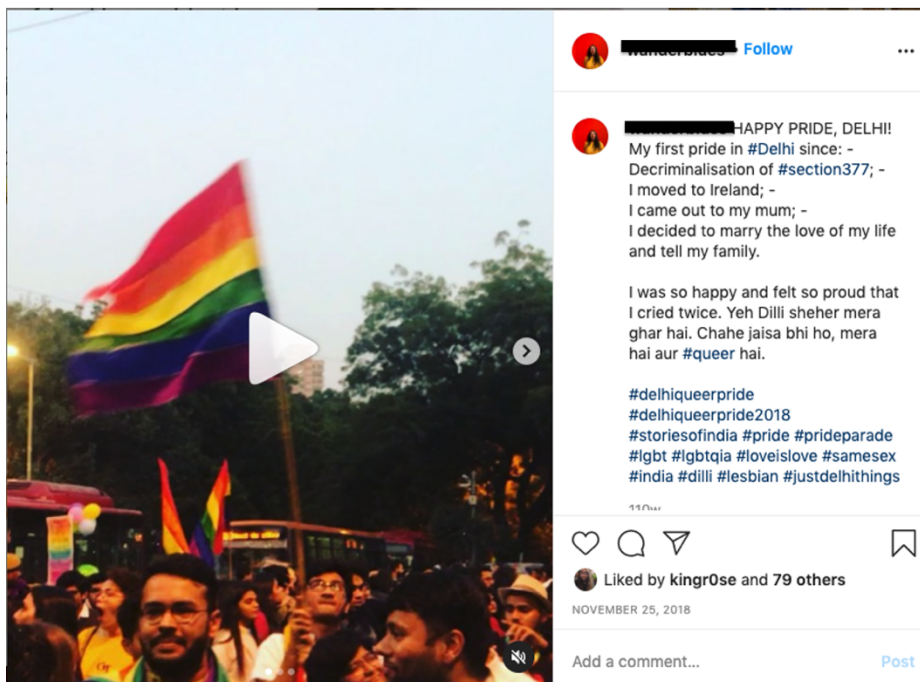 Follow
HAPPY PRIDE, DELHI!
My first pride in #Delhi since: -
Decriminalisation of #section377; -
I moved to Ireland; -
I came out to my mum; -
I decided to marry the love of my life
and tell my family.
I was so happy and felt so proud that
I cried twice. Yeh Dilli sheher mera
ghar hai. Chahe jaisa bhi ho, mera
hai aur #queer hai.
#delhiqueerpride
#delhiqueerpride2018
#storiesofindia #pride #prideparade
#lgbt #lgbtqia #loveislove #samesex
#india #dilli #lesbian #justdelhithings
110w
Liked by kingr0se and 79 others
NOVEMBER 25, 2018
Add a comment... Post